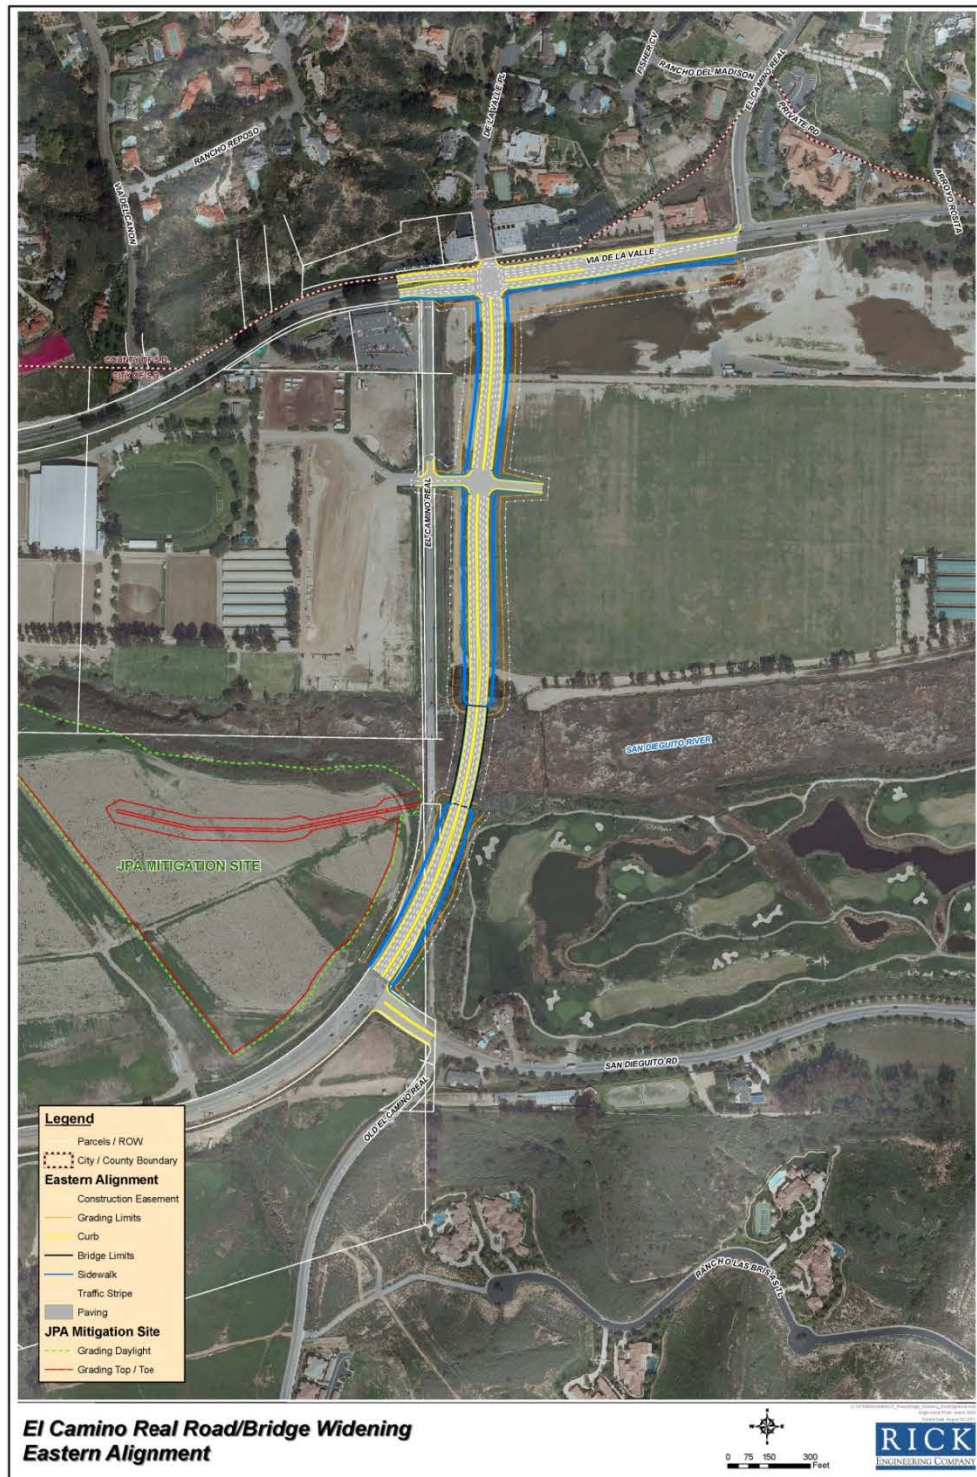 FISHER CV
RANCHO DEL MADISON
EL CAMINO REAL
DE LA VALLE PL
PRIVATE RD
RANCHO REPOSO
ARROYO ROSITA
VIA DEL CANON
VIA DE LA VALLE
COUNTY OF S.D.
CITY OF S.D.
EL CAMINO REAL
SAN DIEGUITO RIVER
JPA MITIGATION SITE
SAN DIEGUITO RD
OLD EL CAMINO REAL
RANCHO LAS BRISAS TL
Legend
Parcels / ROW
City / County Boundary
Eastern Alignment
Construction Easement
Grading Limits
Curb
Bridge Limits
Sidewalk
Traffic Stripe
Paving
JPA Mitigation Site
Grading Daylight
Grading Top / Toe
El Camino Real Road/Bridge Widening
Eastern Alignment
0 75 150 300
Feet
RICK
ENGINEERING COMPANY